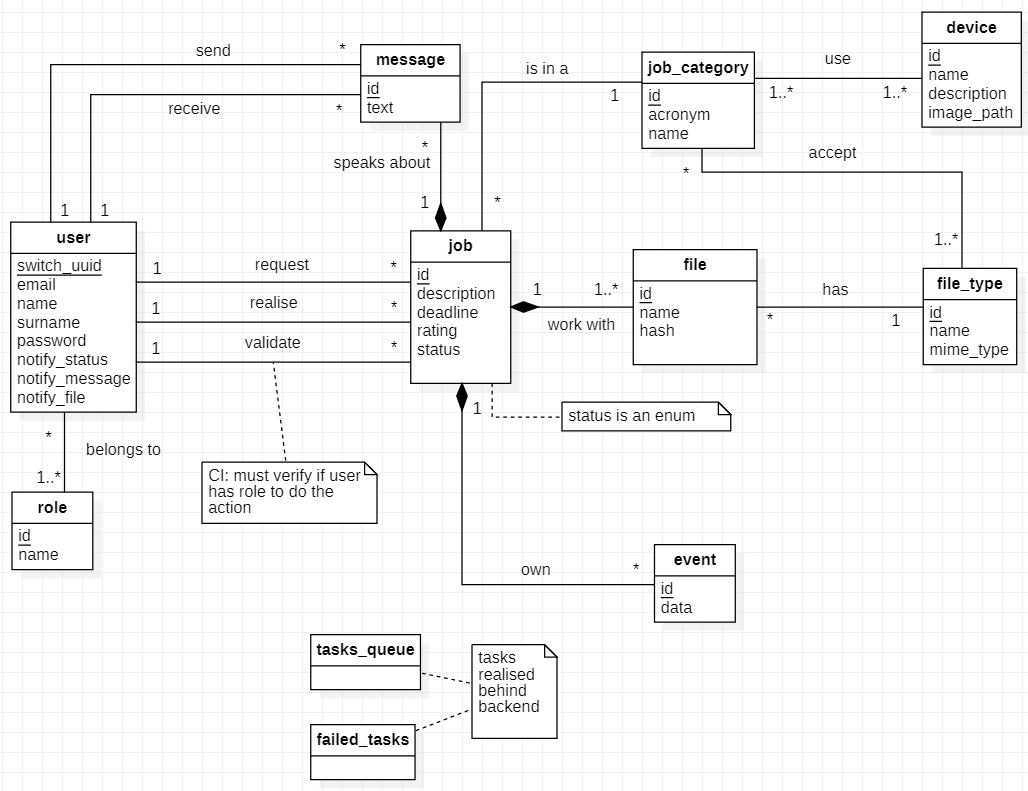 send
*
message
id
text
receive
*
*
speaks about
1
1
1
is in a
1
*
job_category
id
acronym
name
use
1..*
1..*
device
id
name
description
image_path
accept
*
1..*
user
switch_uuid
email
name
surname
password
notify_status
notify_message
notify_file
1
request
*
1
realise
*
1
validate
*
job
id
description
deadline
rating
status
1
1..*
work with
file
id
name
hash
has
*
1
file_type
id
name
mime_type
1
status is an enum
*
belongs to
1..*
role
id
name
CI: must verify if user
has role to do the
action
own
*
event
id
data
tasks_queue
failed_tasks
tasks
realised
behind
backend